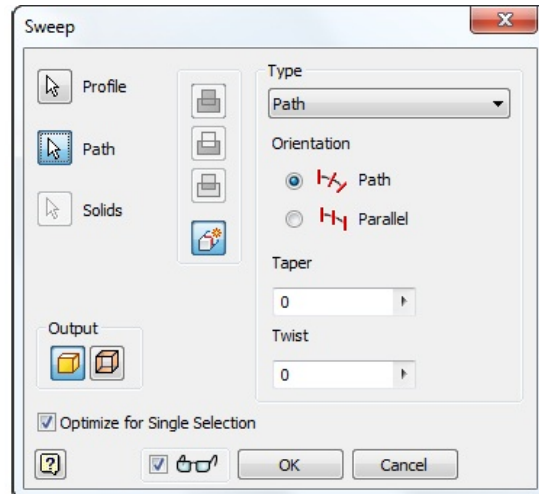 Sweep
Profile
Path
Solids
Type
Path
Orientation
Path
Parallel
Taper
0
Twist
0
Output
Optimize for Single Selection
OK
Cancel